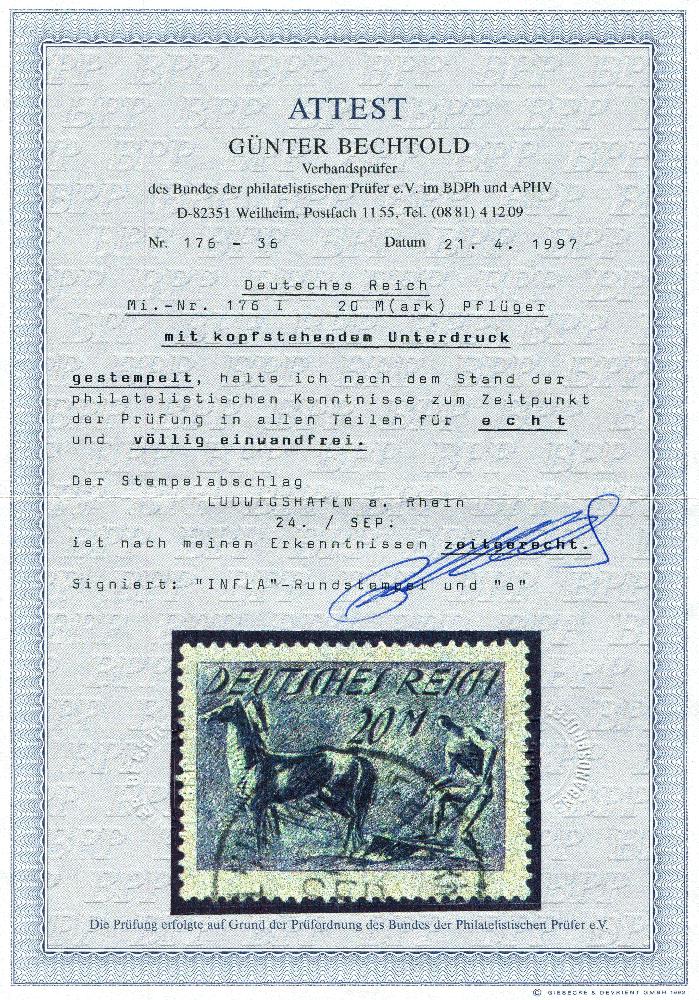 ATTEST
GÜNTER BECHTOLD
Verbandsprüfer
des Bundes der philatelistischen Prüfer e.V. im BDPh und APHV
D-82351 Weilheim, Postfach 11 55, Tel. (08 81) 4 12 09
Nr. 176 - 36 Datum 21. 4. 1997
Deutsches Reich
Mi.-Nr. 176 I 20 M(ark) Pflüger
mit kopfstehendem Unterdruck
gestempelt, halte ich nach dem Stand der
philatelistischen Kenntnisse zum Zeitpunkt
der Prüfung in allen Teilen für echt
und völlig einwandfrei.
Der Stempelabschlag
LUDWIGSHAFEN a. Rhein
24. / SEP.
ist nach meinen Erkenntnissen zeitgerecht.
Signiert: "INFLA"-Rundstempel und "a"
DEUTSCHES REICH
20 M
SEP
Die Prüfung erfolgte auf Grund der Prüfordnung des Bundes der Philatelistischen Prüfer e.V.
© GIESECKE & DEVRIENT GMBH